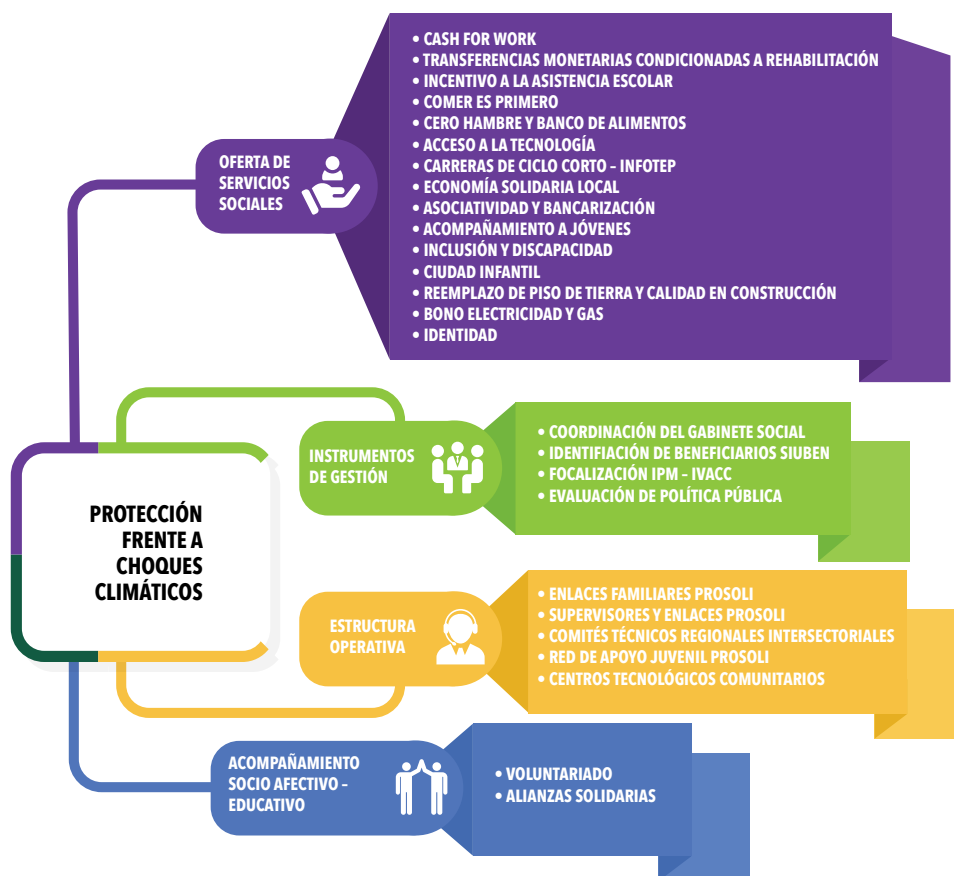 • CASH FOR WORK
• TRANSFERENCIAS MONETARIAS CONDICIONADAS A REHABILITACIÓN
• INCENTIVO A LA ASISTENCIA ESCOLAR
• COMER ES PRIMERO
• CERO HAMBRE Y BANCO DE ALIMENTOS
• ACCESO A LA TECNOLOGÍA
• CARRERAS DE CICLO CORTO – INFOTEP
• ECONOMÍA SOLIDARIA LOCAL
• ASOCIATIVIDAD Y BANCARIZACIÓN
• ACOMPAÑAMIENTO A JÓVENES
• INCLUSIÓN Y DISCAPACIDAD
• CIUDAD INFANTIL
• REEMPLAZO DE PISO DE TIERRA Y CALIDAD EN CONSTRUCCIÓN
• BONO ELECTRICIDAD Y GAS
• IDENTIDAD
OFERTA DE
SERVICIOS
SOCIALES
INSTRUMENTOS
DE GESTIÓN
• COORDINACIÓN DEL GABINETE SOCIAL
• IDENTIFIACIÓN DE BENEFICIARIOS SIUBEN
• FOCALIZACIÓN IPM – IVACC
• EVALUACIÓN DE POLÍTICA PÚBLICA
PROTECCIÓN
FRENTE A
CHOQUES
CLIMÁTICOS
ESTRUCTURA
OPERATIVA
• ENLACES FAMILIARES PROSOLI
• SUPERVISORES Y ENLACES PROSOLI
• COMITÉS TÉCNICOS REGIONALES INTERSECTORIALES
• RED DE APOYO JUVENIL PROSOLI
• CENTROS TECNOLÓGICOS COMUNITARIOS
ACOMPAÑAMIENTO
SOCIO AFECTIVO –
EDUCATIVO
• VOLUNTARIADO
• ALIANZAS SOLIDARIAS